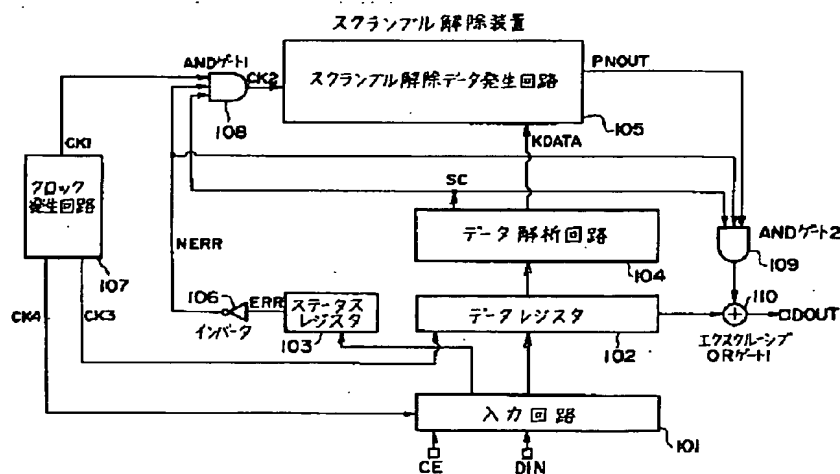 スクランブル解除装置
ANDゲート1
CK2
スクランブル解除データ発生回路
PNOUT
108
105
CK1
KDATA
クロック
発生回路
SC
データ解析回路
ANDゲート2
NERR
104
109
107
106
ERR
ステータス
レジスタ
データレジスタ
110
DOUT
CK4
CK3
インバータ
103
102
エクスクルーシブ
ORゲート1
入力回路
101
CE
DIN